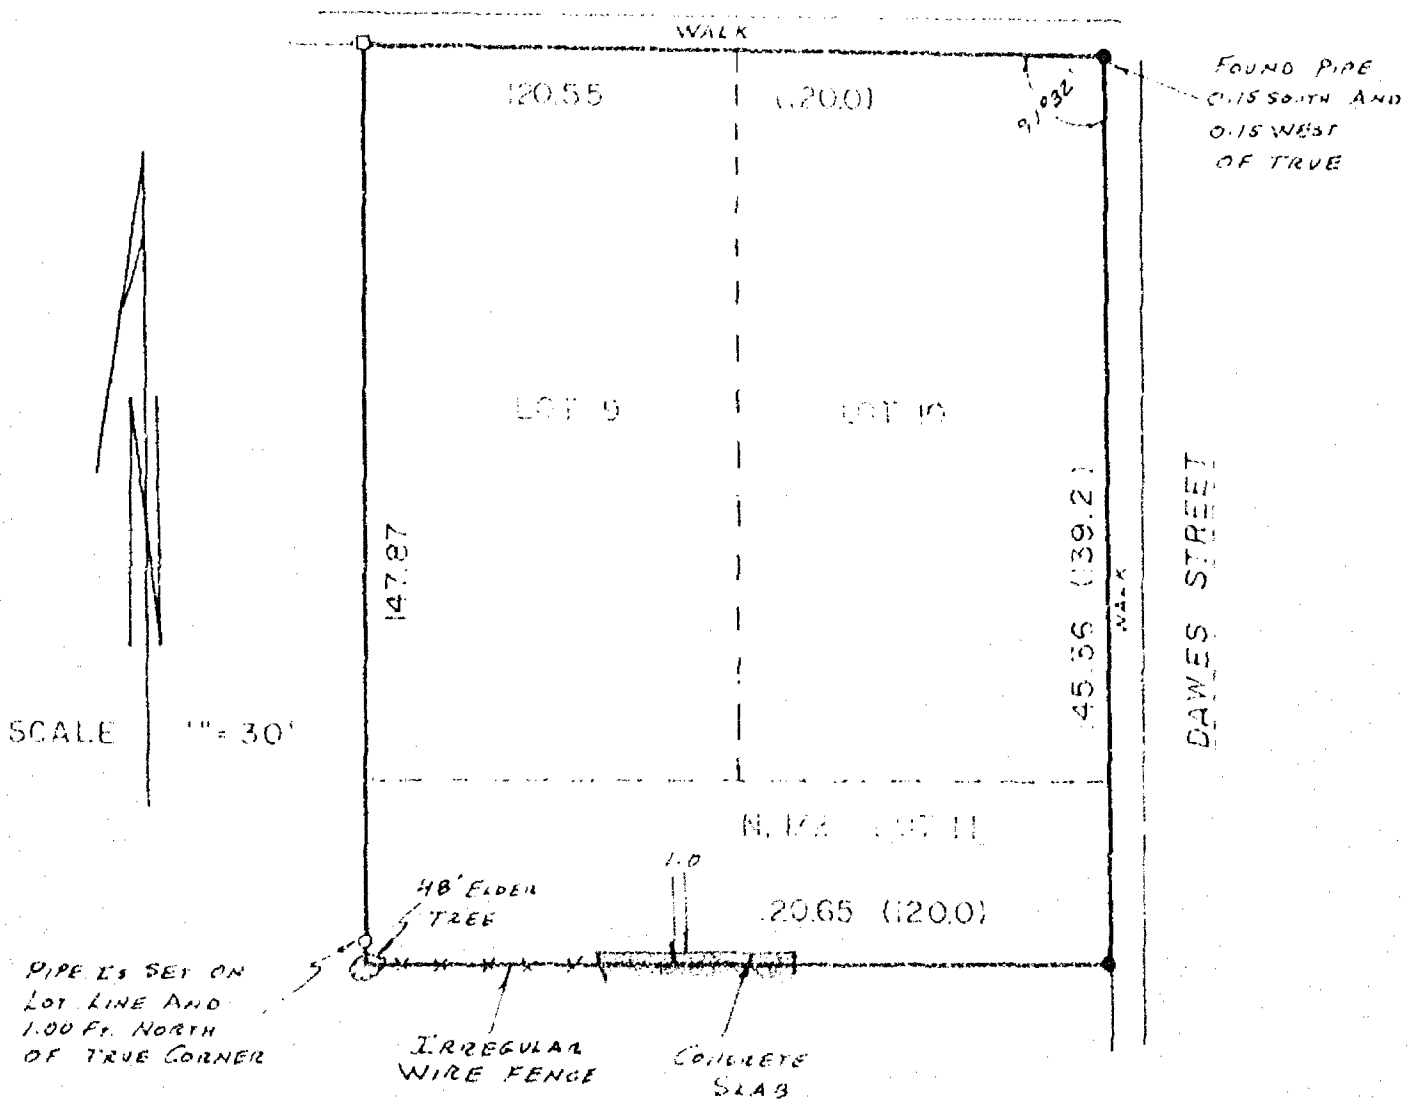 WALK
120.55 (120.0)
91°32'
FOUND PIPE
0.15 SOUTH AND
0.15 WEST
OF TRUE
LOT 9
LOT 10
147.87
(139.2)
WALK
DAWES STREET
SCALE 1"=30'
N. 1/2 LOT 11
1.0
48" ELDER
TREE
120.65 (120.0)
PIPE IS SET ON
LOT LINE AND
1.00 FT. NORTH
OF TRUE CORNER
IRREGULAR
WIRE FENCE
CONCRETE
SLAB